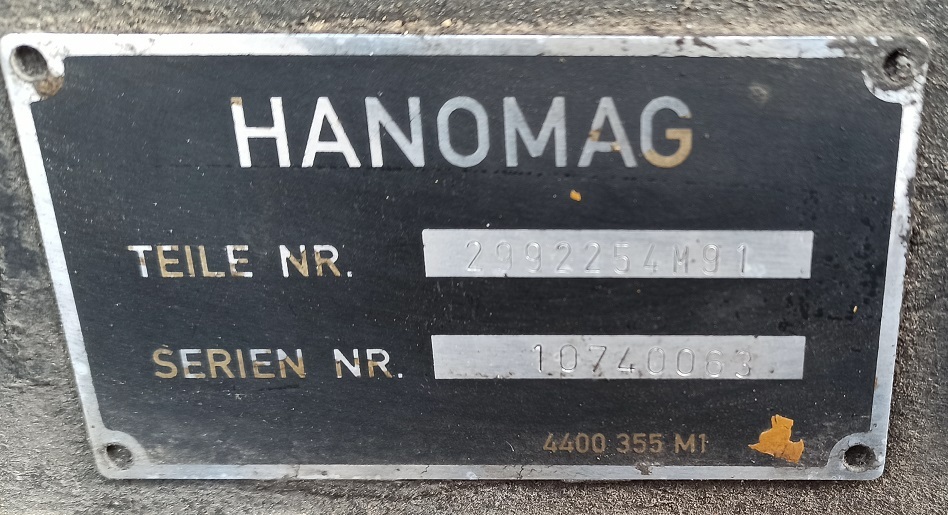 HANOMAG
TEILE NR. 2992254M91
SERIEN NR. 10740063
4400 355 M1